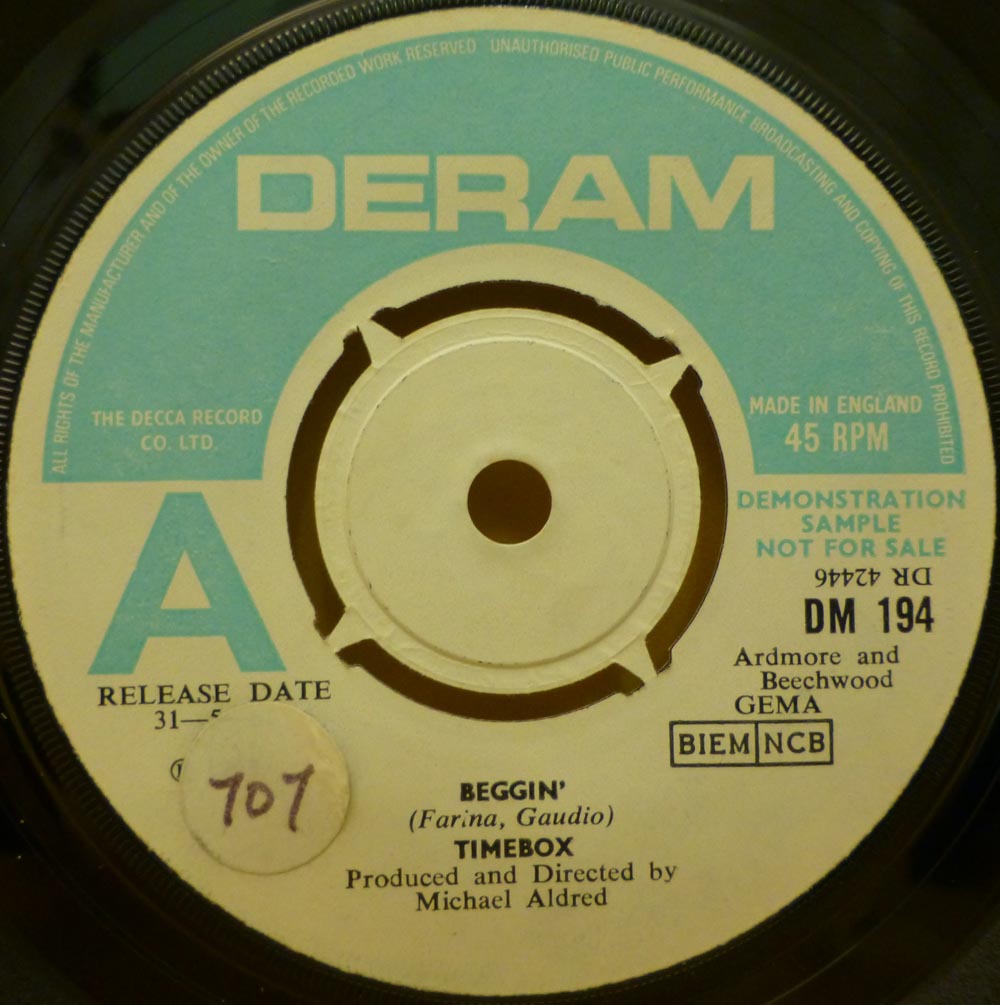 ALL RIGHTS OF THE MANUFACTURER AND OF THE OWNER OF THE RECORDED WORK RESERVED UNAUTHORISED PUBLIC PERFORMANCE BROADCASTING AND COPYING OF THIS RECORD PROHIBITED
DERAM
THE DECCA RECORD
CO. LTD.
MADE IN ENGLAND
45 RPM
A
RELEASE DATE
31—5
707
DEMONSTRATION
SAMPLE
NOT FOR SALE
DR 42446
DM 194
Ardmore and
Beechwood
GEMA
BIEM NCB
BEGGIN'
(Farina, Gaudio)
TIMEBOX
Produced and Directed by
Michael Aldred